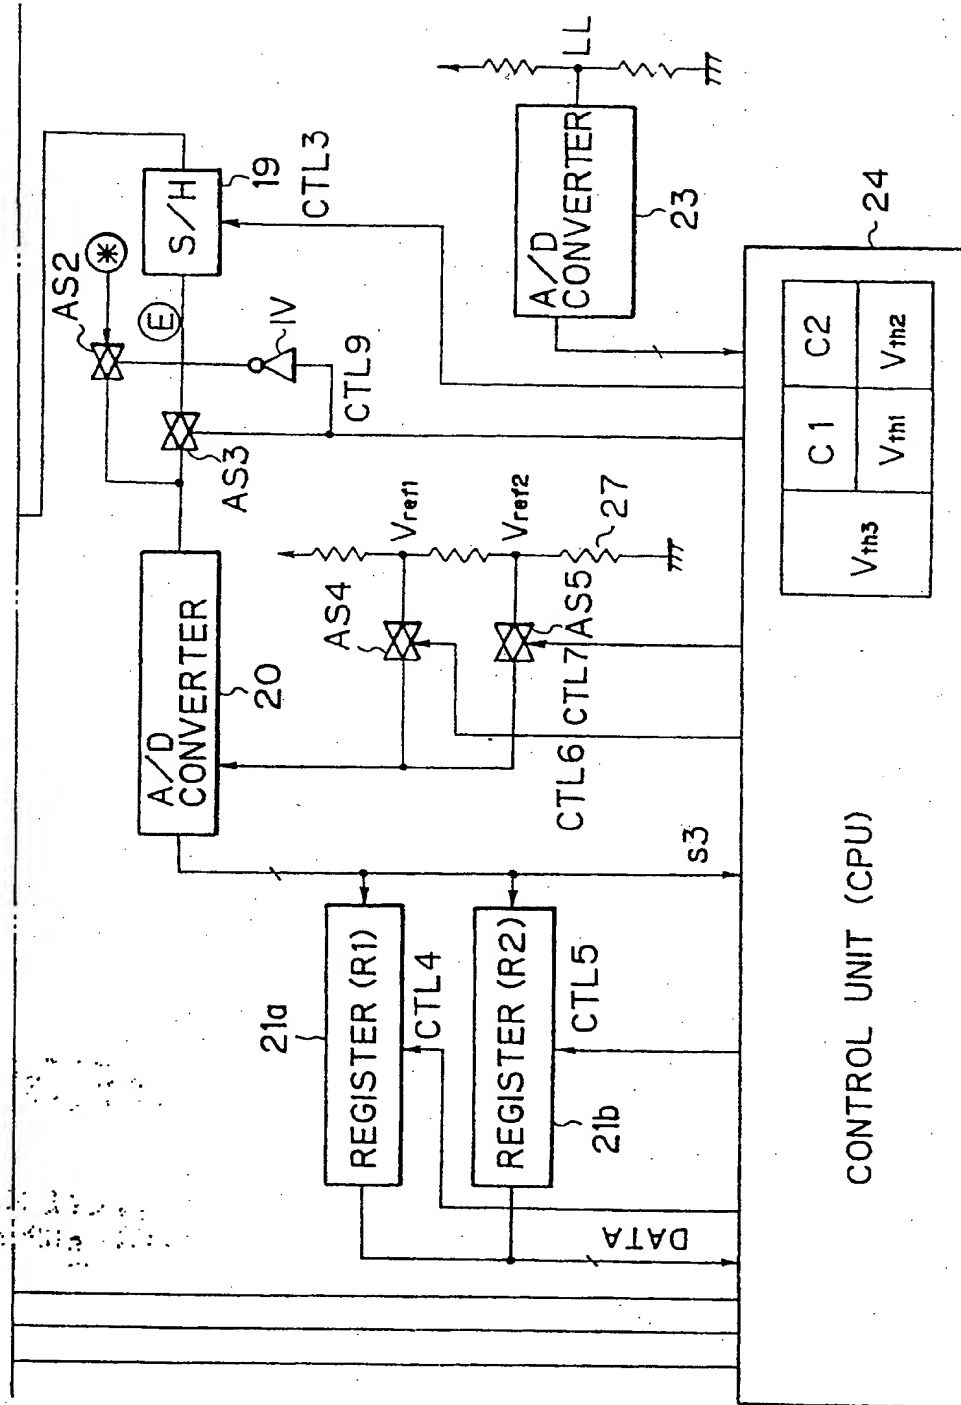 LL
S/H
19
CTL3
A/D
CONVERTER
23
24
AS2
*
E
IV
CTL9
AS3
C1
C2
Vth1
Vth2
Vth3
Vref1
Vref2
27
AS4
AS5
CTL6
CTL7
A/D
CONVERTER
20
s3
REGISTER (R1)
21a
CTL4
REGISTER (R2)
21b
CTL5
DATA
CONTROL UNIT (CPU)